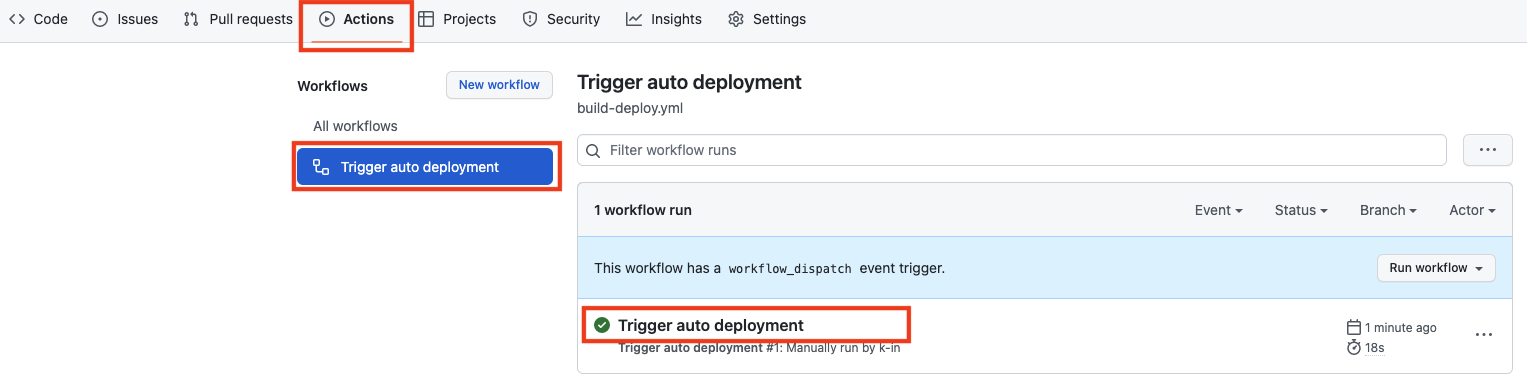 Code Issues Pull requests Actions Projects Security Insights Settings
Workflows New workflow
All workflows
Trigger auto deployment
Trigger auto deployment
build-deploy.yml
Filter workflow runs
1 workflow run Event Status Branch Actor
This workflow has a workflow_dispatch event trigger. Run workflow
Trigger auto deployment 1 minute ago
Trigger auto deployment #1: Manually run by k-in 18s